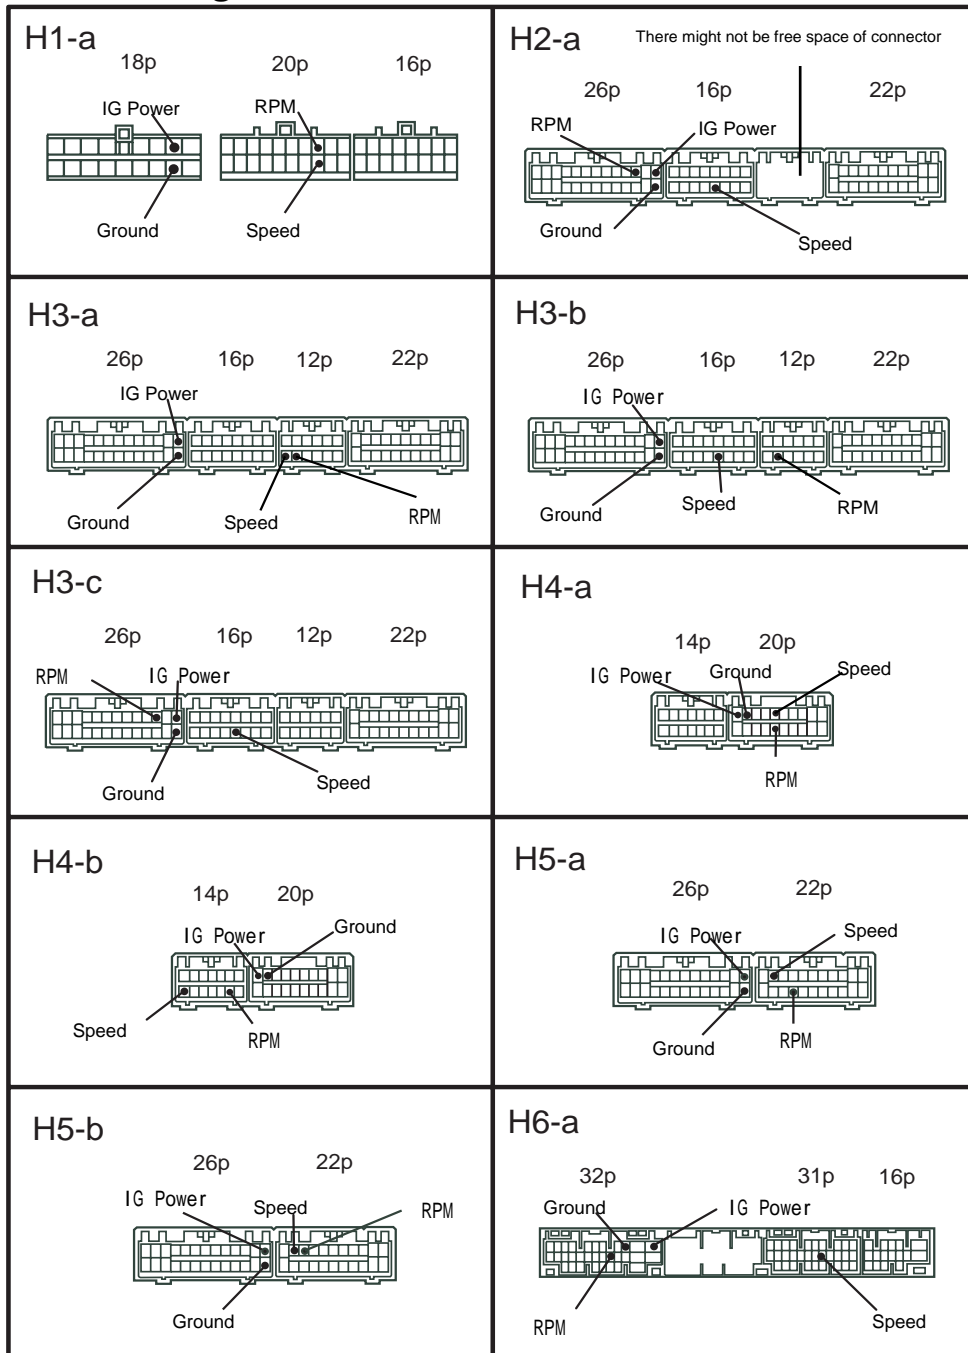 H1-a
18p 20p 16p
IG Power RPM
Ground Speed
H2-a
There might not be free space of connector
26p 16p 22p
RPM IG Power
Ground Speed
H3-a
26p 16p 12p 22p
IG Power
Ground Speed RPM
H3-b
26p 16p 12p 22p
IG Power
Ground Speed RPM
H3-c
26p 16p 12p 22p
RPM IG Power
Ground Speed
H4-a
14p 20p
IG Power Ground Speed
RPM
H4-b
14p 20p
IG Power Ground
Speed RPM
H5-a
26p 22p
IG Power Speed
Ground RPM
H5-b
26p 22p
IG Power Speed RPM
Ground
H6-a
32p 31p 16p
Ground IG Power
RPM Speed